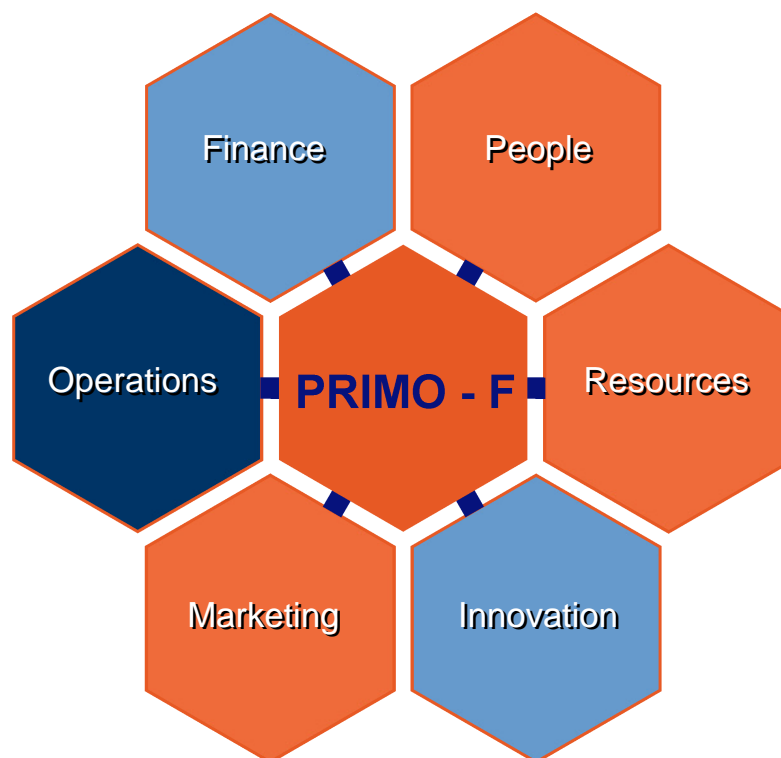 Finance
People
Operations
PRIMO - F
Resources
Marketing
Innovation